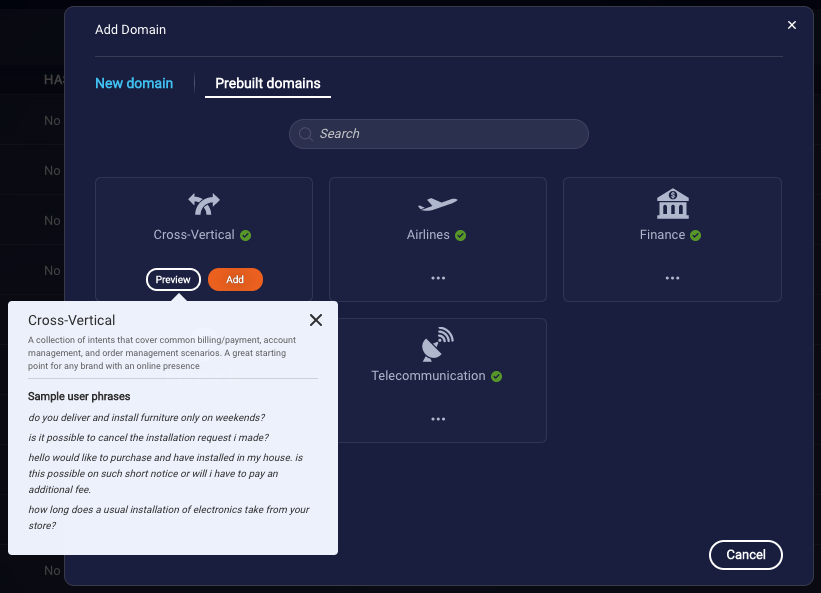 Add Domain
New domain
Prebuilt domains
HA
Search
No
No
No
No
Cross-Vertical
Airlines
Finance
Preview
Add
Cross-Vertical
A collection of intents that cover common billing/payment, account
management, and order management scenarios. A great starting
point for any brand with an online presence
Sample user phrases
do you deliver and install furniture only on weekends?
is it possible to cancel the installation request i made?
hello would like to purchase and have installed in my house. is
this possible on such short notice or will i have to pay an
additional fee.
how long does a usual installation of electronics take from your
store?
Telecommunication
Cancel
No